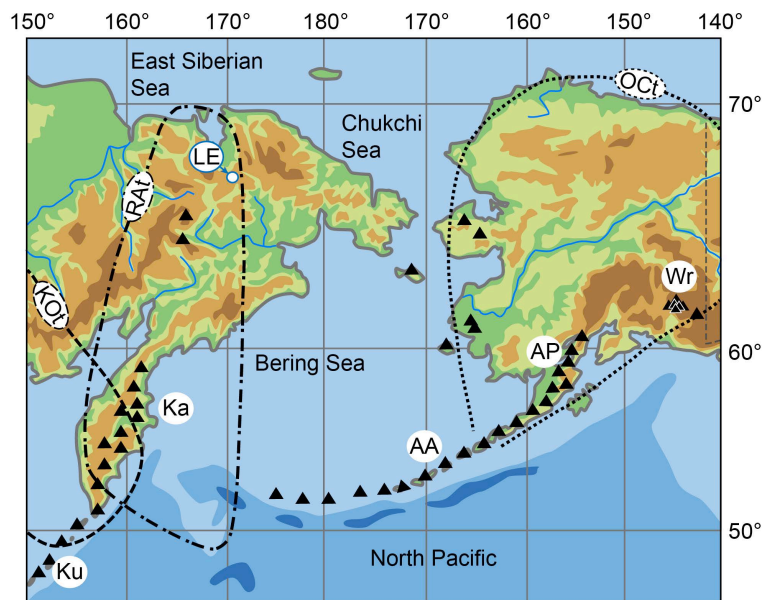 150° 160° 170° 180° 170° 160° 150° 140°
East Siberian
Sea
OCt
70°
Chukchi
Sea
LE
RAt
Wr
KOt
60°
Bering Sea
AP
Ka
AA
50°
North Pacific
Ku